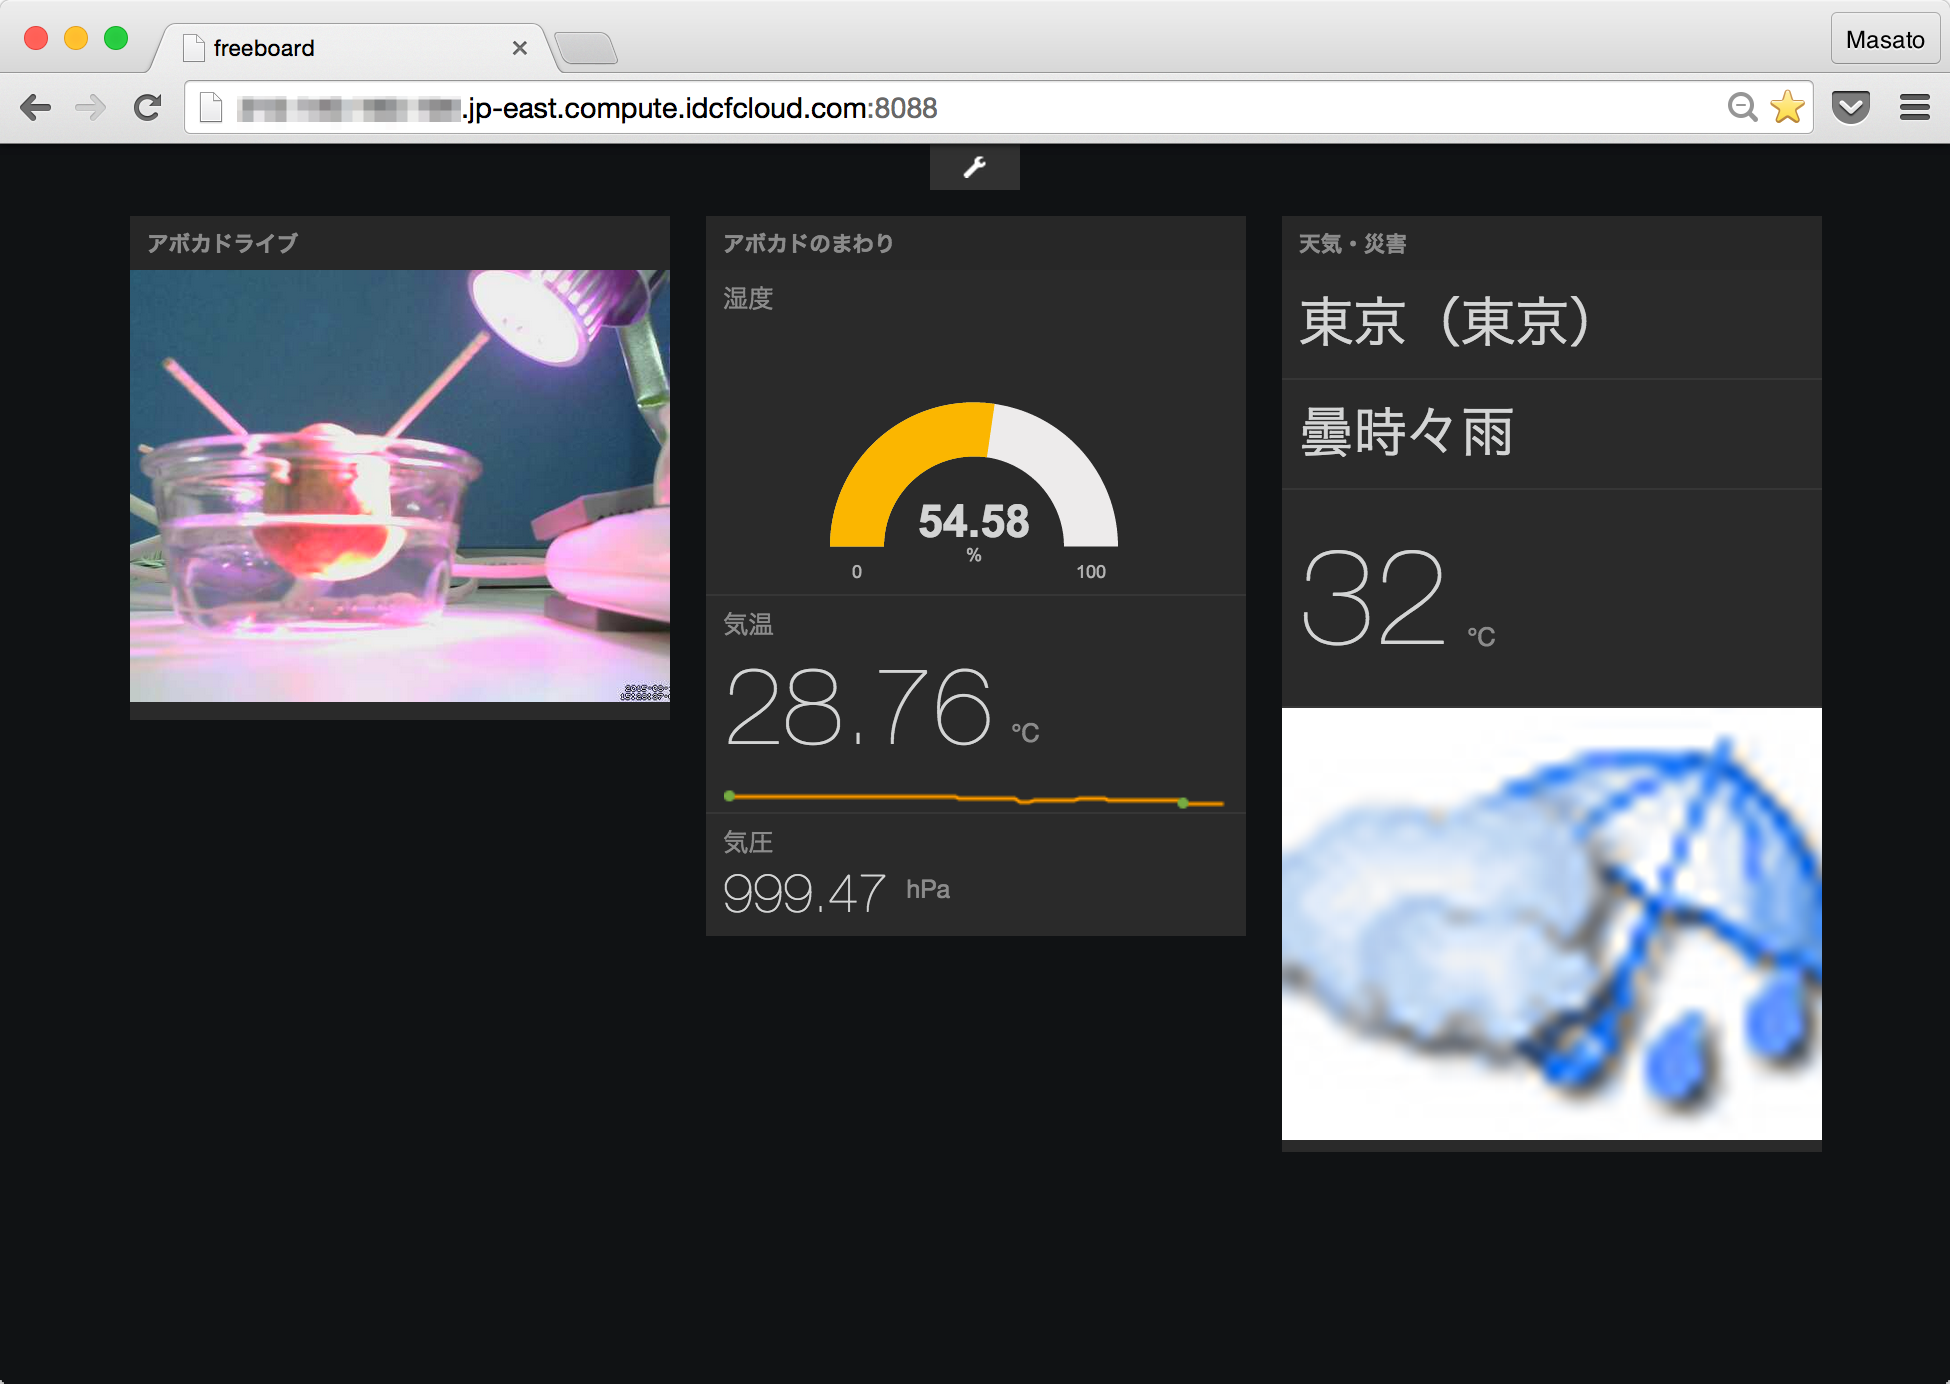 freeboard
Masato
.jp-east.compute.idcfcloud.com:8088
アボカドライブ
アボカドのまわり
湿度
54.58
%
0
100
気温
28.76 °C
気圧
999.47 hPa
天気・災害
東京（東京）
曇時々雨
32 °C